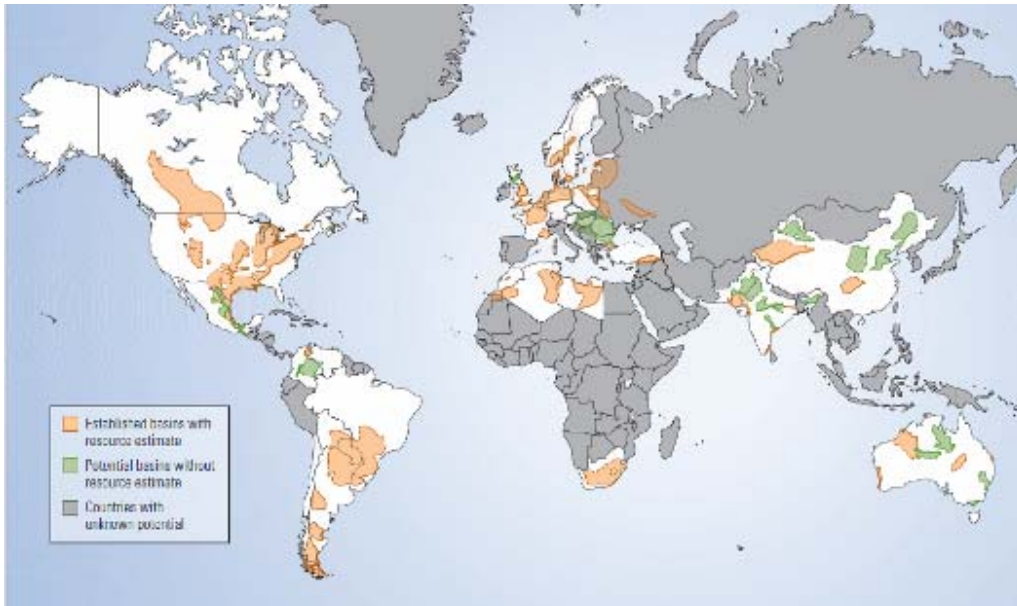 Established basins with
resource estimate
Potential basins without
resource estimate
Countries with
unknown potential